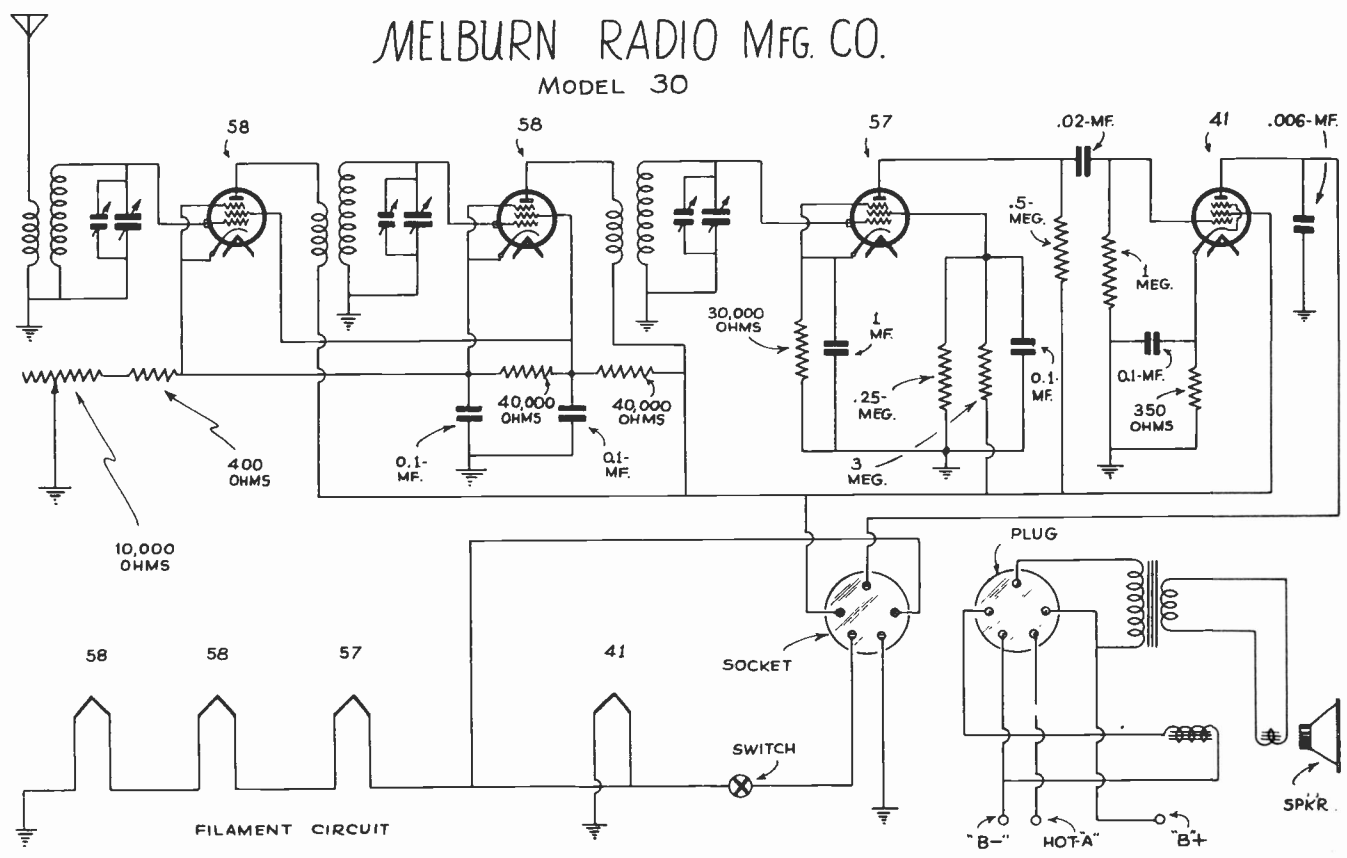 MELBURN RADIO MFG. CO.
MODEL 30
58
58
57
.02-MF.
41
.006-MF.
.5-
MEG.
1
MEG.
30,000
OHMS
1
MF.
0.1-MF.
.25-
MEG.
0.1-
MF.
350
OHMS
40,000
OHMS
40,000
OHMS
400
OHMS
0.1-
MF.
0.1-
MF.
3
MEG.
10,000
OHMS
PLUG
SOCKET
58
58
57
41
SWITCH
FILAMENT CIRCUIT
"B-"
HOT-"A"
"B"+
SPK'R.